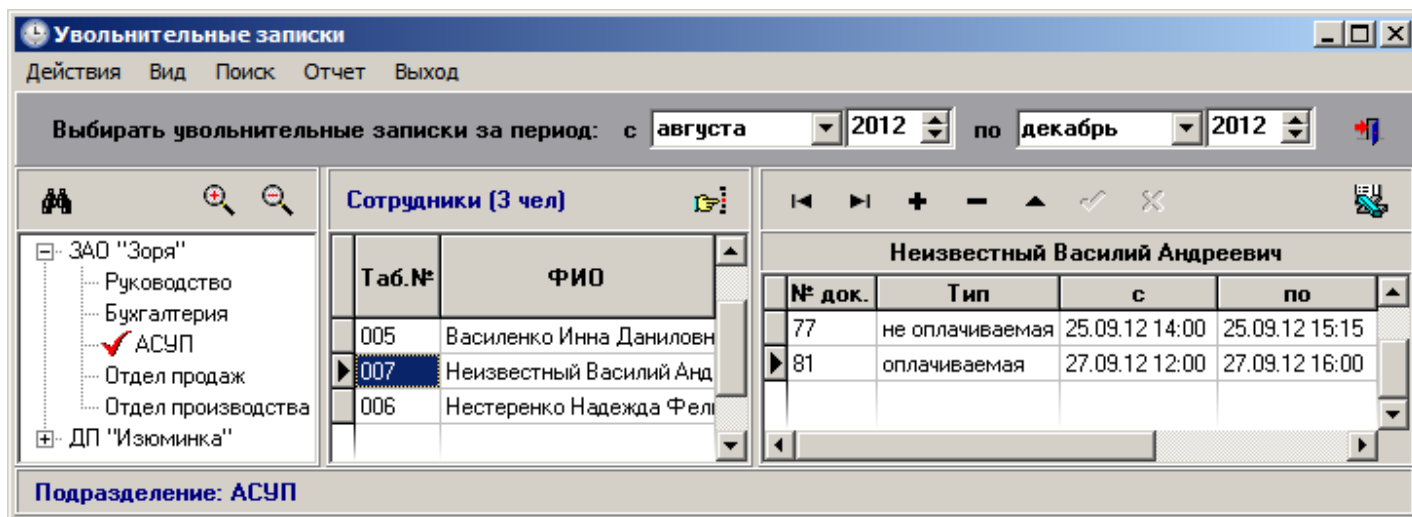 Увольнительные записки
Действия Вид Поиск Отчет Выход
Выбирать увольнительные записки за период: с августа 2012 по декабрь 2012
Сотрудники (3 чел)
ЗАО "Зоря"
Руководство
Бухгалтерия
АСУП
Отдел продаж
Отдел производства
ДП "Изюминка"
Таб.№ ФИО
005 Василенко Инна Даниловн
007 Неизвестный Василий Анд
006 Нестеренко Надежда Фели
Неизвестный Василий Андреевич
№ док. Тип с по
77 не оплачиваемая 25.09.12 14:00 25.09.12 15:15
81 оплачиваемая 27.09.12 12:00 27.09.12 16:00
Подразделение: АСУП